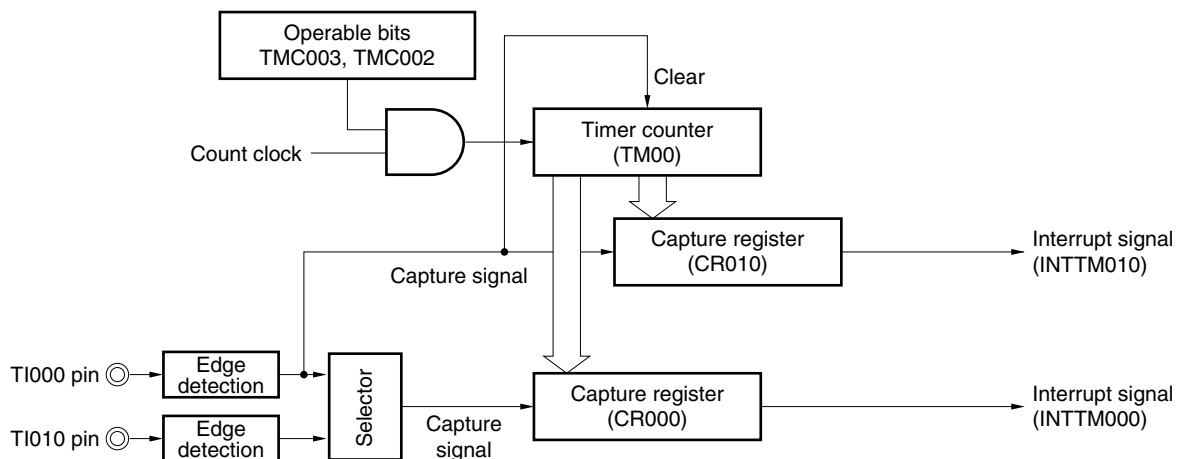 Operable bits
TMC003, TMC002
Clear
Timer counter
(TM00)
Count clock
Capture register
(CR010)
Interrupt signal
(INTTM010)
Capture signal
TI000 pin
Edge
detection
Selector
Capture register
(CR000)
Interrupt signal
(INTTM000)
TI010 pin
Edge
detection
Capture
signal